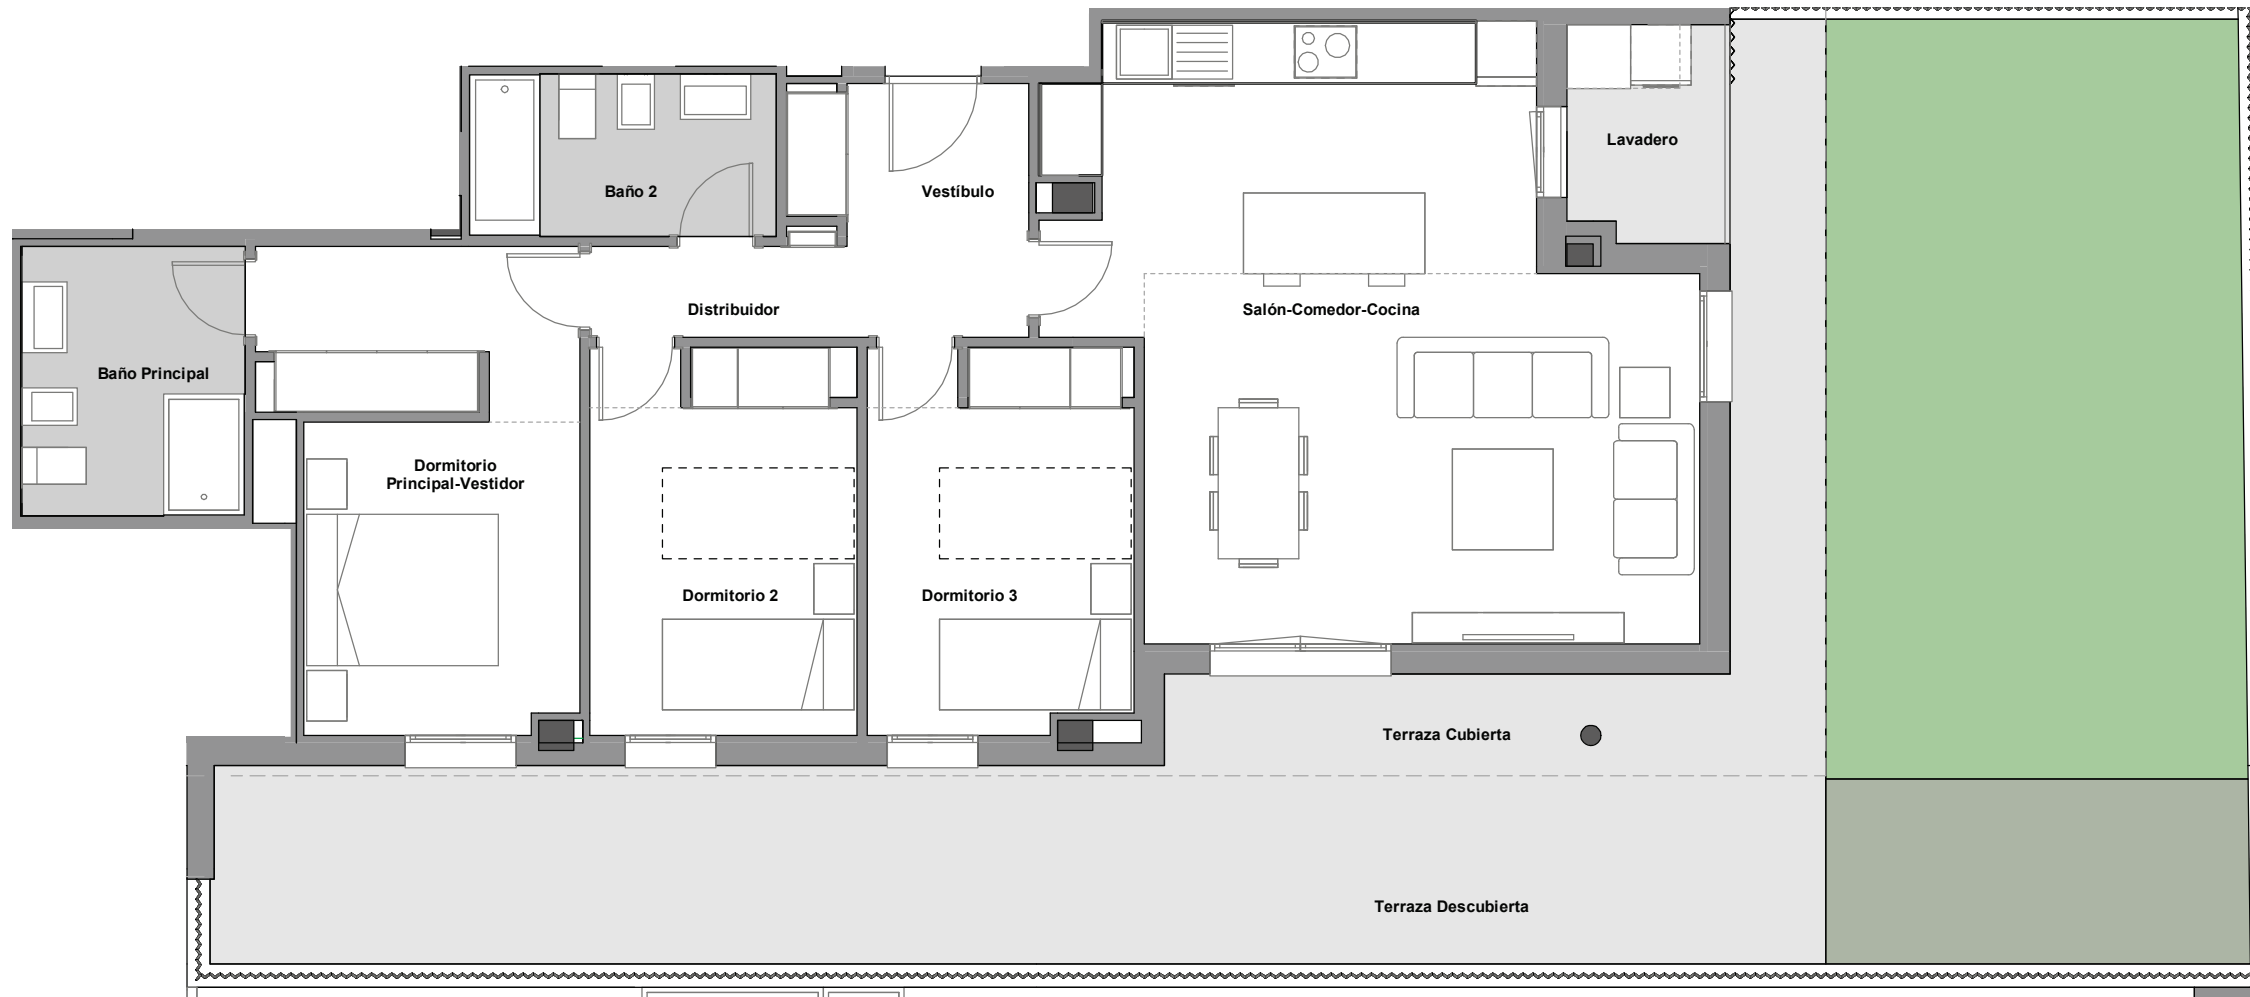 Lavadero
Baño 2
Vestíbulo
Distribuidor
Salón-Comedor-Cocina
Baño Principal
Dormitorio
Principal-Vestidor
Dormitorio 2
Dormitorio 3
Terraza Cubierta
Terraza Descubierta